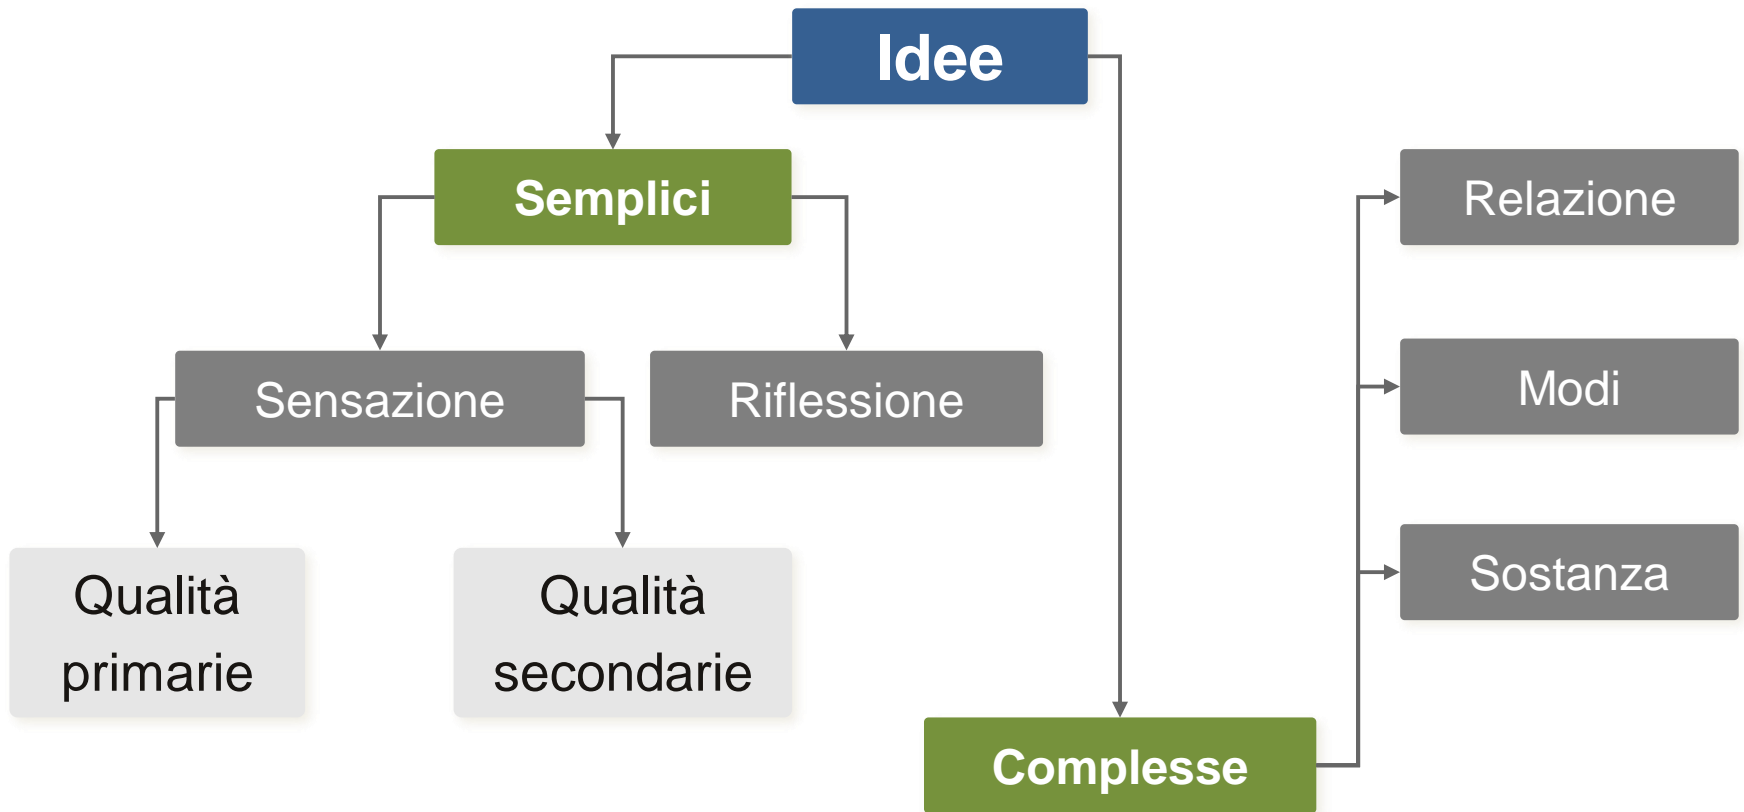 Idee
Semplici
Relazione
Sensazione
Riflessione
Modi
Qualità
primarie
Qualità
secondarie
Sostanza
Complesse